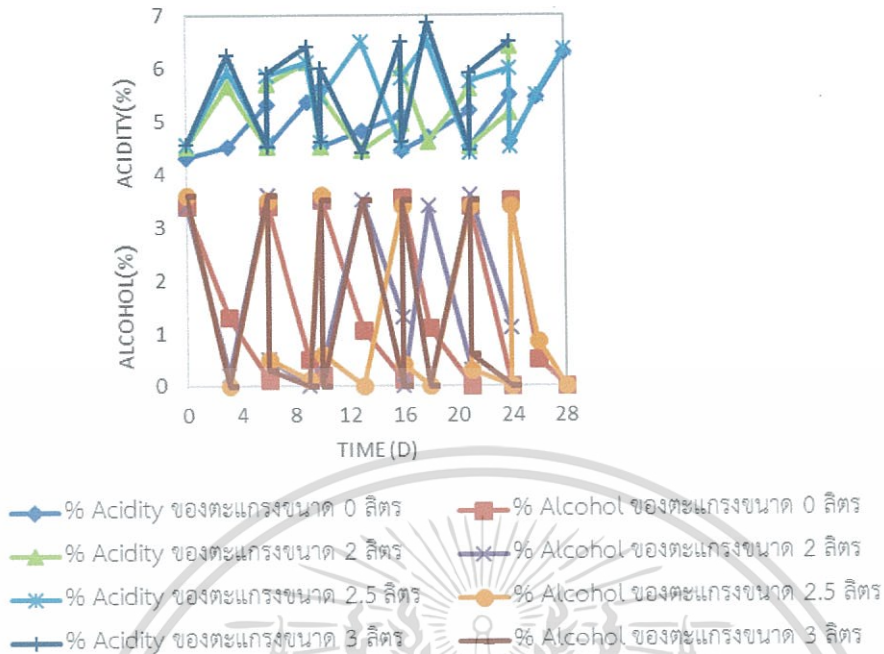 7
6
5
4
3
2
1
0
ACIDITY(%)
ALCOHOL(%)
0 4 8 12 16 20 24 28
TIME (D)
% Acidity ของตะแกรงขนาด 0 ลิตร % Alcohol ของตะแกรงขนาด 0 ลิตร
% Acidity ของตะแกรงขนาด 2 ลิตร % Alcohol ของตะแกรงขนาด 2 ลิตร
% Acidity ของตะแกรงขนาด 2.5 ลิตร % Alcohol ของตะแกรงขนาด 2.5 ลิตร
% Acidity ของตะแกรงขนาด 3 ลิตร % Alcohol ของตะแกรงขนาด 3 ลิตร